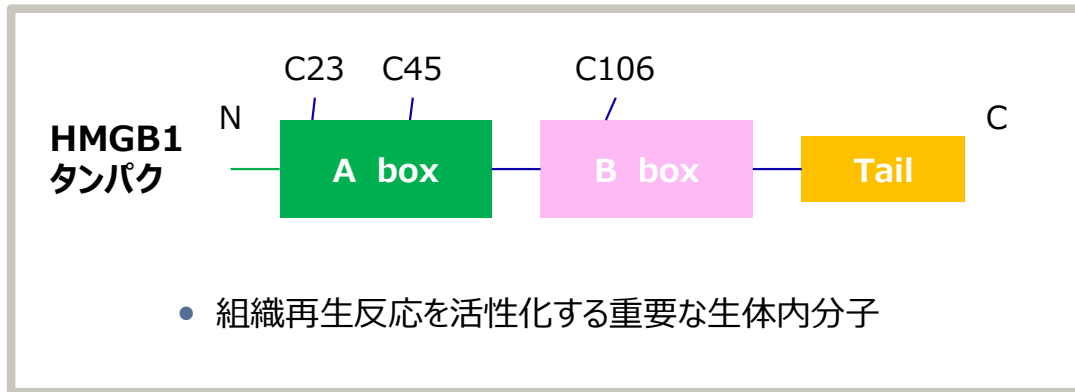 C23 C45 C106
N C
HMGB1
タンパク
A box B box Tail
• 組織再生反応を活性化する重要な生体内分子